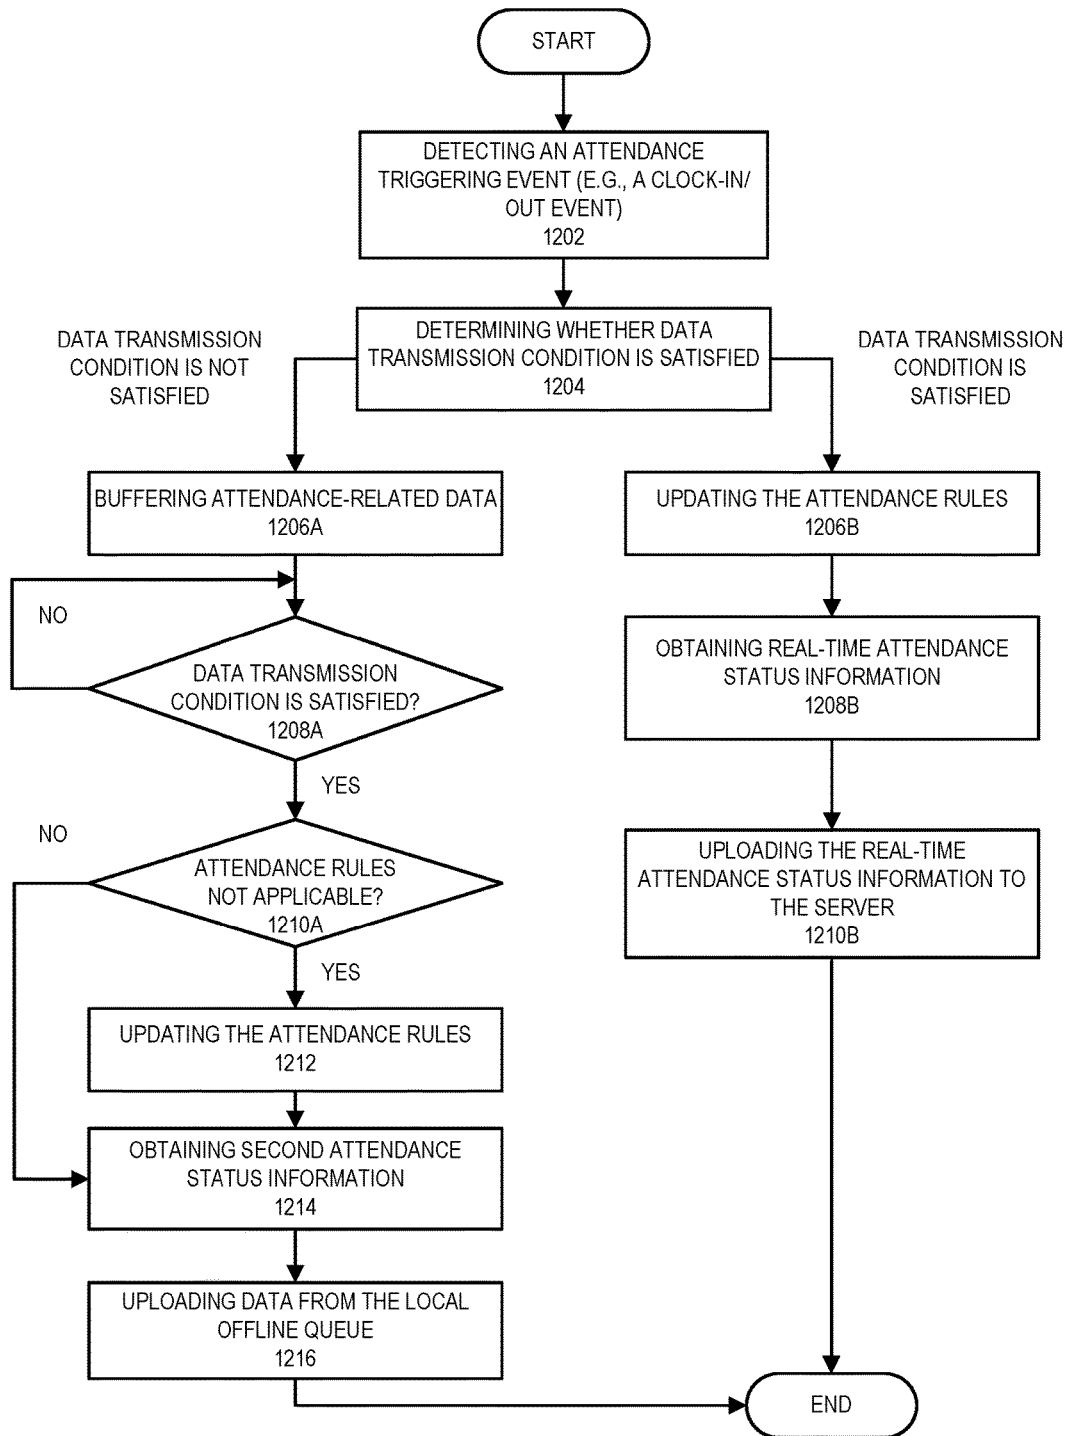 START
DETECTING AN ATTENDANCE
TRIGGERING EVENT (E.G., A CLOCK-IN/
OUT EVENT)
1202
DETERMINING WHETHER DATA
TRANSMISSION CONDITION IS SATISFIED
1204
DATA TRANSMISSION
CONDITION IS NOT
SATISFIED
DATA TRANSMISSION
CONDITION IS
SATISFIED
BUFFERING ATTENDANCE-RELATED DATA
1206A
NO
DATA TRANSMISSION
CONDITION IS SATISFIED?
1208A
YES
NO
ATTENDANCE RULES
NOT APPLICABLE?
1210A
YES
UPDATING THE ATTENDANCE RULES
1212
OBTAINING SECOND ATTENDANCE
STATUS INFORMATION
1214
UPLOADING DATA FROM THE LOCAL
OFFLINE QUEUE
1216
UPDATING THE ATTENDANCE RULES
1206B
OBTAINING REAL-TIME ATTENDANCE
STATUS INFORMATION
1208B
UPLOADING THE REAL-TIME
ATTENDANCE STATUS INFORMATION TO
THE SERVER
1210B
END